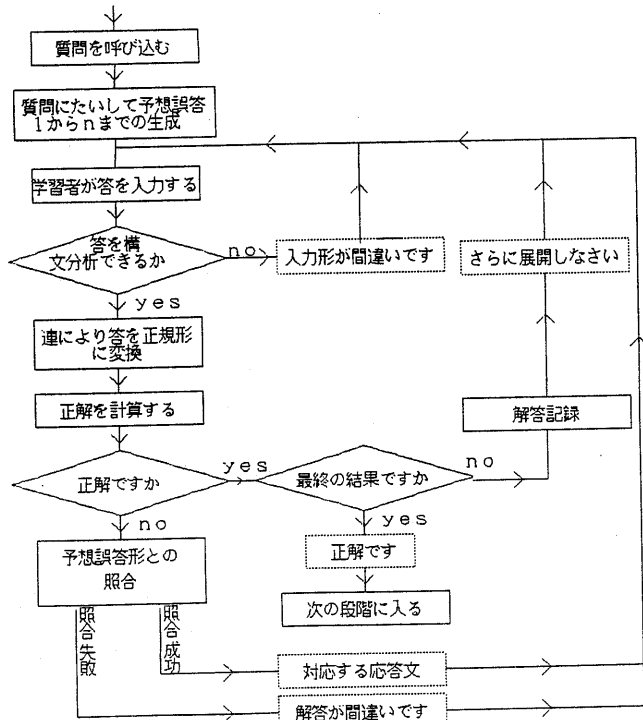 質問を呼び込む
質問にたいして予想誤答
1からnまでの生成
学習者が答を入力する
答を構
文分析できるか
no
入力形が間違いです
さらに展開しなさい
yes
連により答を正規形
に変換
正解を計算する
解答記録
正解ですか
yes
最終の結果ですか
no
no
yes
予想誤答形との
照合
正解です
次の段階に入る
照合失敗
照合成功
対応する応答文
解答が間違いです